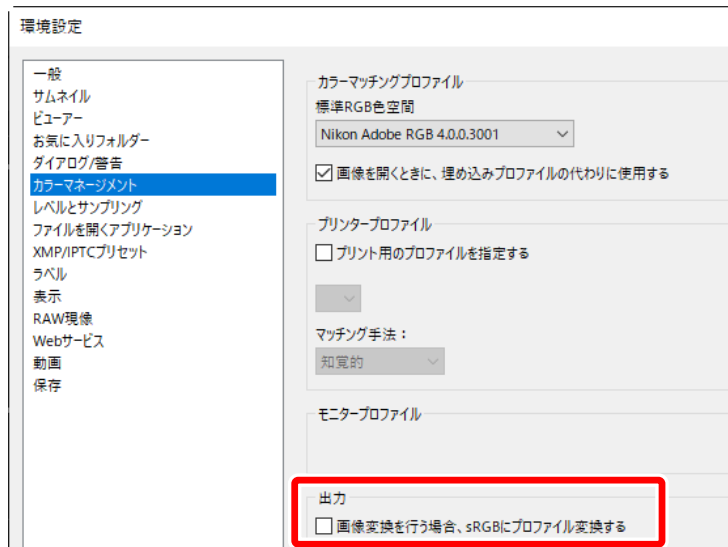 環境設定
一般
サムネイル
ビューアー
お気に入りフォルダー
ダイアログ/警告
カラーマネージメント
レベルとサンプリング
ファイルを開くアプリケーション
XMP/IPTCプリセット
ラベル
表示
RAW現像
Webサービス
動画
保存
カラーマッチングプロファイル
標準RGB色空間
Nikon Adobe RGB 4.0.0.3001
画像を開くときに、埋め込みプロファイルの代わりに使用する
プリンタープロファイル
プリント用のプロファイルを指定する
マッチング手法：
知覚的
モニタープロファイル
出力
画像変換を行う場合、sRGBにプロファイル変換する